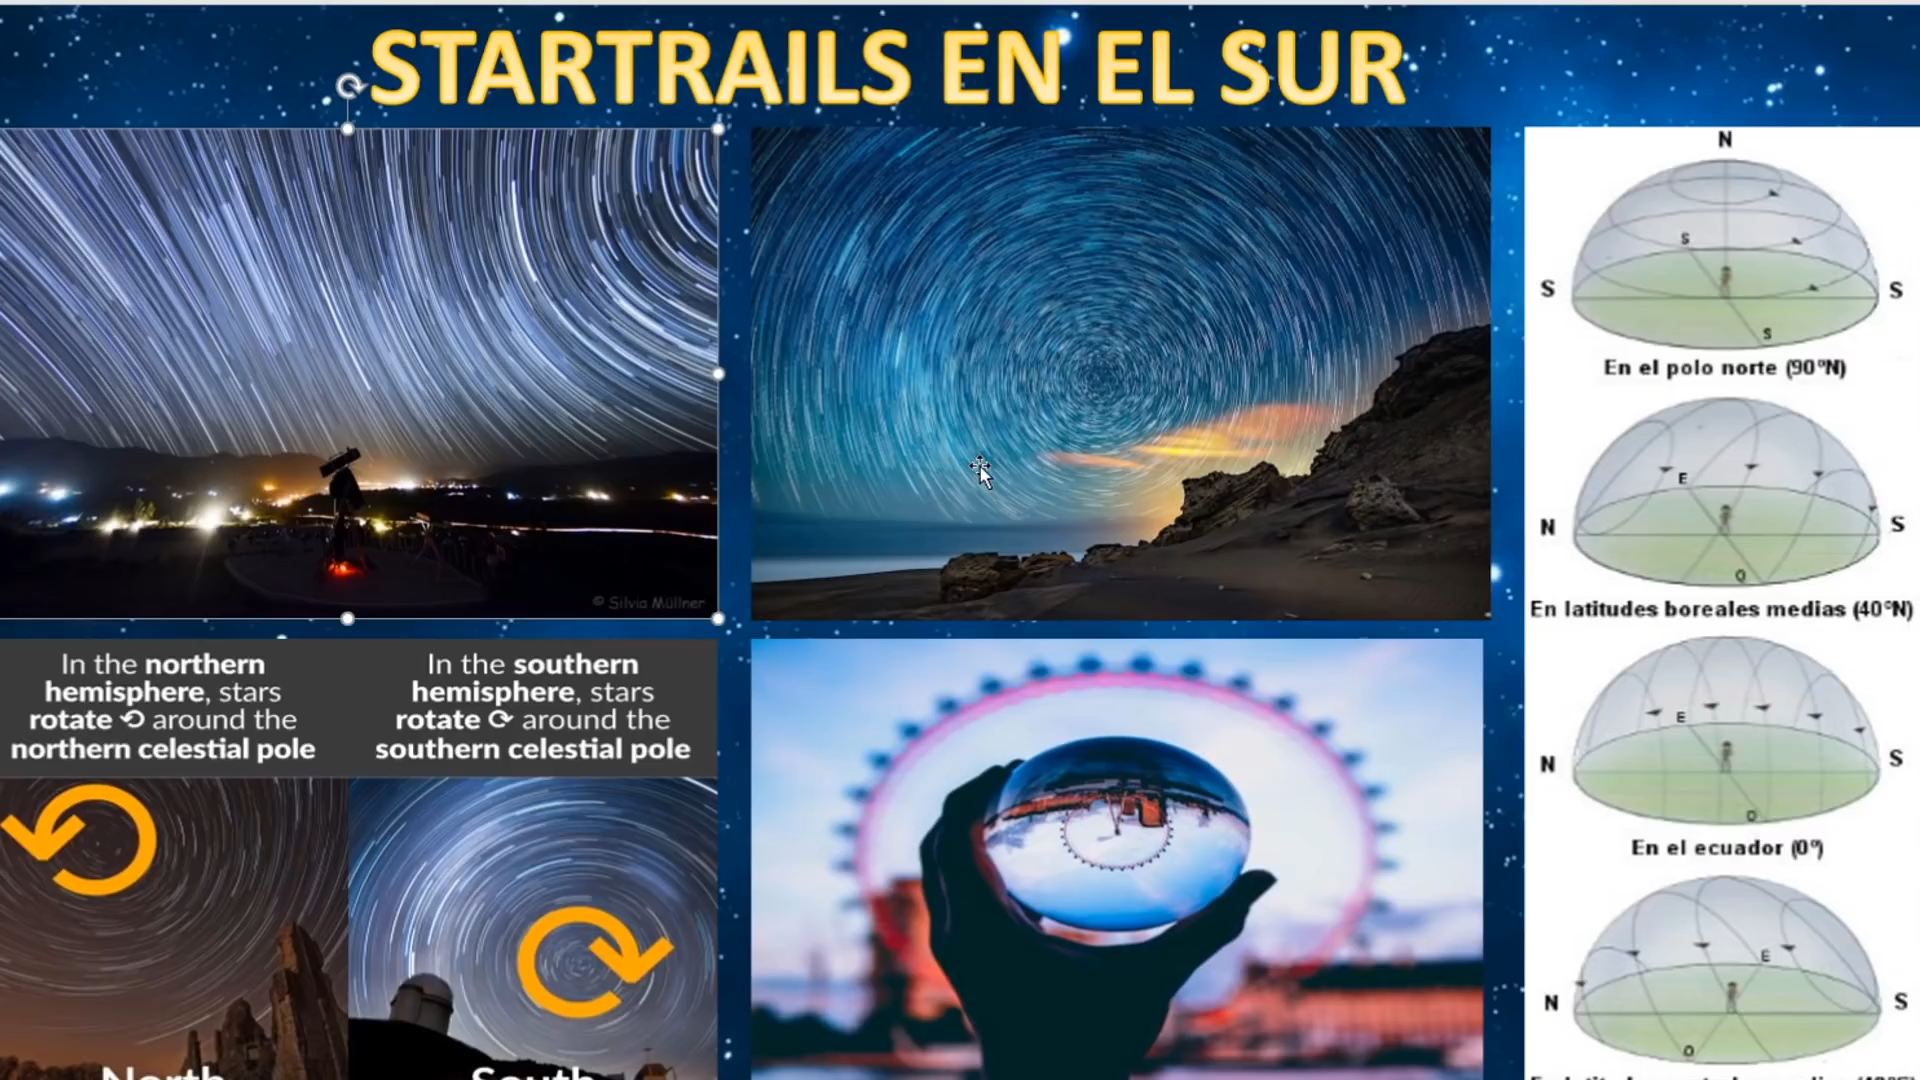 STARTRAILS EN EL SUR
© Silvia Müllner
In the northern
hemisphere, stars
rotate ⟲ around the
northern celestial pole
In the southern
hemisphere, stars
rotate ⟳ around the
southern celestial pole
North
South
N
S
S
S
S
En el polo norte (90°N)
E
N
S
O
En latitudes boreales medias (40°N)
E
N
S
O
En el ecuador (0°)
E
N
S
O